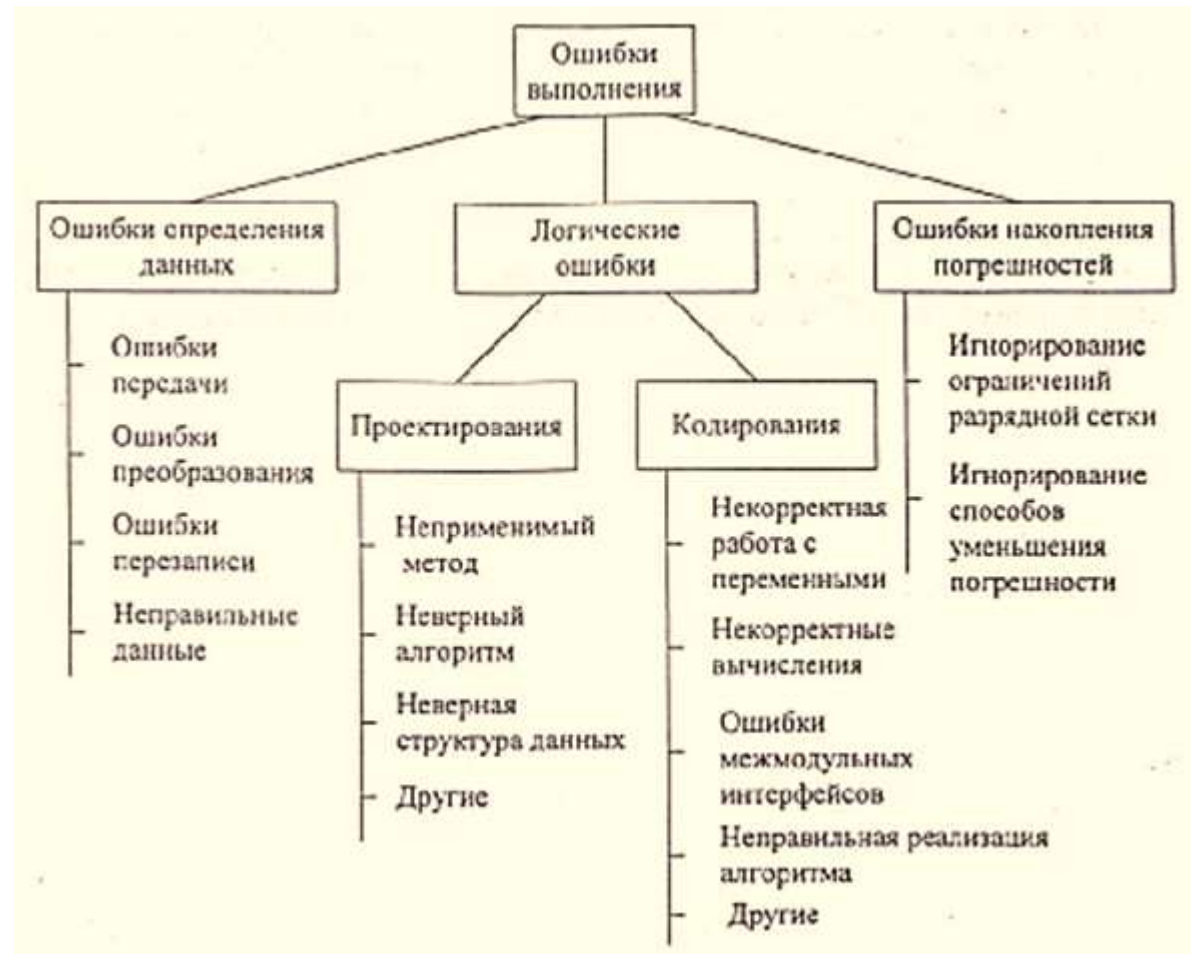 Ошибки
выполнения
Ошибки определения
данных
Логические
ошибки
Ошибки накопления
погрешностей
Ошибки
передачи
Ошибки
преобразования
Ошибки
перезаписи
Неправильные
данные
Проектирования
Неприменимый
метод
Неверный
алгоритм
Неверная
структура данных
Другие
Кодирования
Некорректная
работа с
переменными
Некорректные
вычисления
Ошибки
межмодульных
интерфейсов
Неправильная реализация
алгоритма
Другие
Игнорирование
ограничений
разрядной сетки
Игнорирование
способов
уменьшения
погрешности